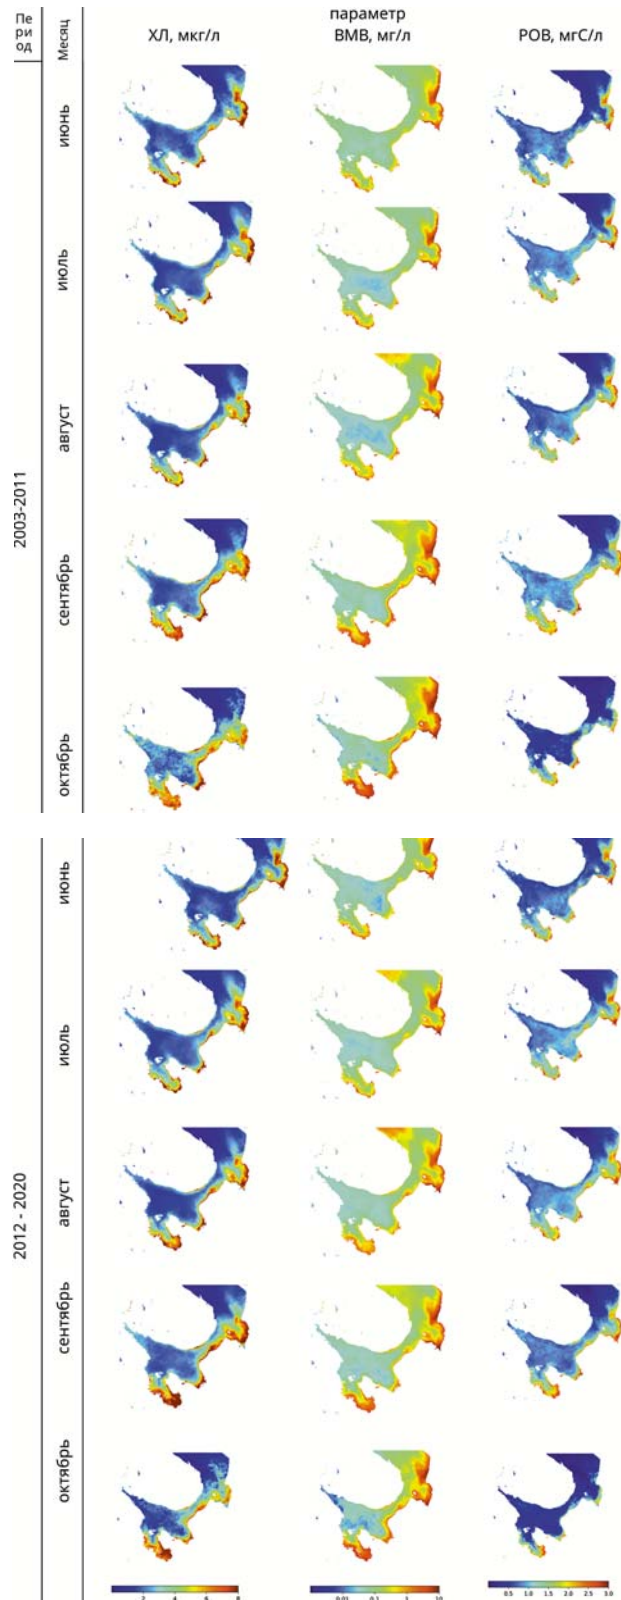 Пе
ри
од
Месяц
параметр
ХЛ, мкг/л
ВМВ, мг/л
РОВ, мгС/л
2003-2011
июнь
июль
август
сентябрь
октябрь
2012 - 2020
июнь
июль
август
сентябрь
октябрь
2 4 6 8
0.01 0.1 1 10
0.5 1.0 1.5 2.0 2.5 3.0